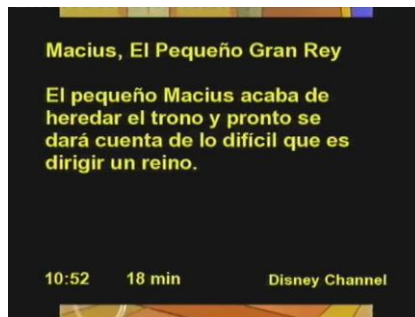 Macius, El Pequeño Gran Rey
El pequeño Macius acaba de
heredar el trono y pronto se
dará cuenta de lo difícil que es
dirigir un reino.
10:52 18 min Disney Channel